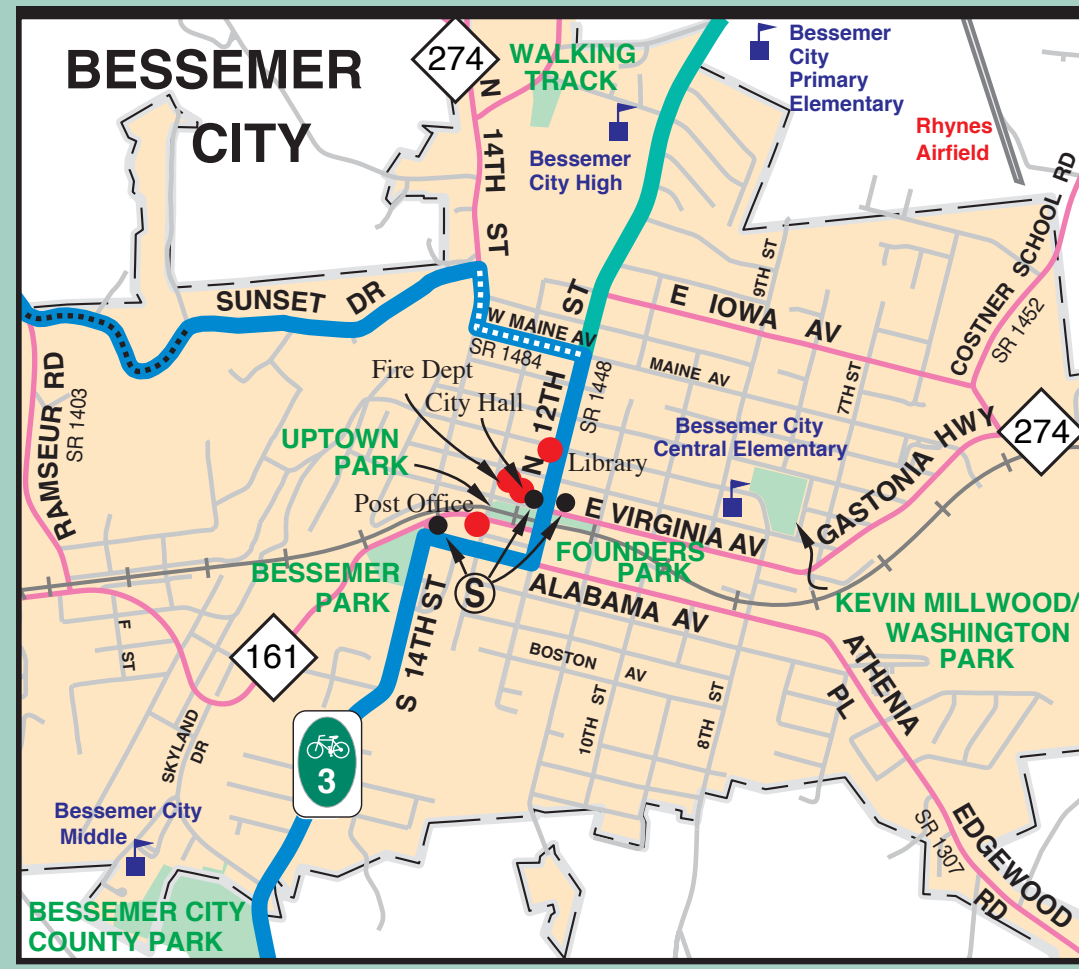 BESSEMER
CITY
274
WALKING
TRACK
N 14TH ST
Bessemer
City High
Bessemer
City
Primary
Elementary
Rhynes
Airfield
COSTNER SCHOOL RD
SR 1452
9TH ST
E IOWA AV
SUNSET DR
W MAINE AV
SR 1484
N 12TH ST
SR 1448
MAINE AV
7TH ST
RAMSEUR RD
SR 1403
Fire Dept
City Hall
UPTOWN
PARK
Library
Post Office
Bessemer City
Central Elementary
GASTONIA HWY
274
E VIRGINIA AV
FOUNDERS
PARK
BESSEMER
PARK
S
ALABAMA AV
KEVIN MILLWOOD/
WASHINGTON
PARK
F ST
161
S 14TH ST
BOSTON AV
10TH ST
8TH ST
ATHENIA
PL
SKYLAND
DR
3
Bessemer City
Middle
SR 1307
EDGEWOOD
RD
BESSEMER CITY
COUNTY PARK